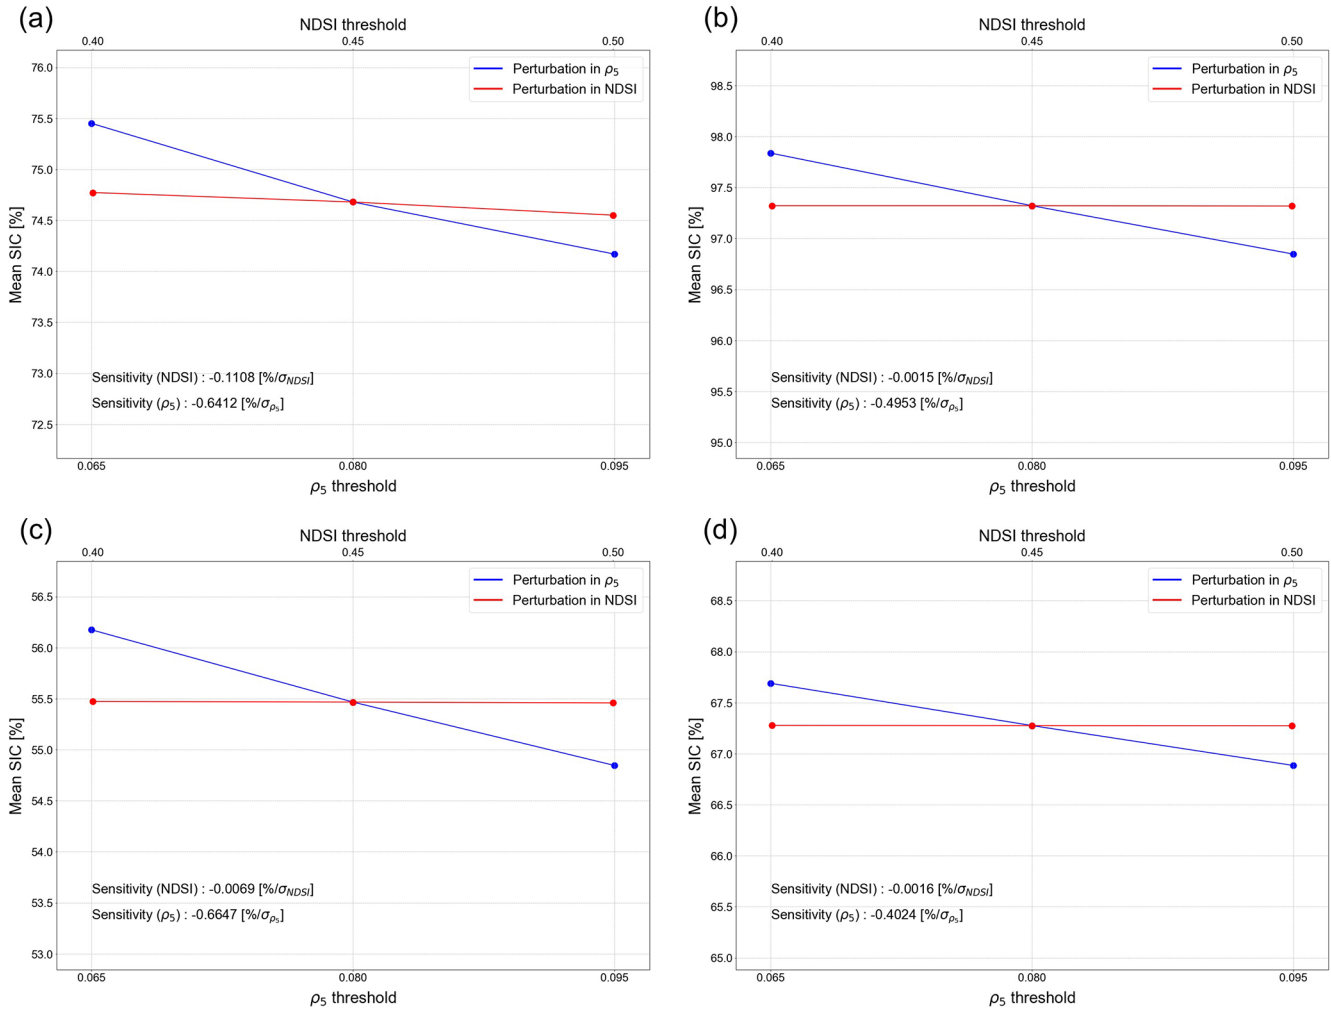 (a)
NDSI threshold
0.40 0.45 0.50
Perturbation in ρ5
Perturbation in NDSI
76.0
75.5
75.0
74.5
74.0
73.5
73.0
72.5
Mean SIC [%]
Sensitivity (NDSI) : -0.1108 [%/σNDSI]
Sensitivity (ρ5) : -0.6412 [%/σρ5]
0.065 0.080 0.095
ρ5 threshold
(b)
NDSI threshold
0.40 0.45 0.50
Perturbation in ρ5
Perturbation in NDSI
98.5
98.0
97.5
97.0
96.5
96.0
95.5
95.0
Mean SIC [%]
Sensitivity (NDSI) : -0.0015 [%/σNDSI]
Sensitivity (ρ5) : -0.4953 [%/σρ5]
0.065 0.080 0.095
ρ5 threshold
(c)
NDSI threshold
0.40 0.45 0.50
Perturbation in ρ5
Perturbation in NDSI
56.5
56.0
55.5
55.0
54.5
54.0
53.5
53.0
Mean SIC [%]
Sensitivity (NDSI) : -0.0069 [%/σNDSI]
Sensitivity (ρ5) : -0.6647 [%/σρ5]
0.065 0.080 0.095
ρ5 threshold
(d)
NDSI threshold
0.40 0.45 0.50
Perturbation in ρ5
Perturbation in NDSI
68.5
68.0
67.5
67.0
66.5
66.0
65.5
65.0
Mean SIC [%]
Sensitivity (NDSI) : -0.0016 [%/σNDSI]
Sensitivity (ρ5) : -0.4024 [%/σρ5]
0.065 0.080 0.095
ρ5 threshold